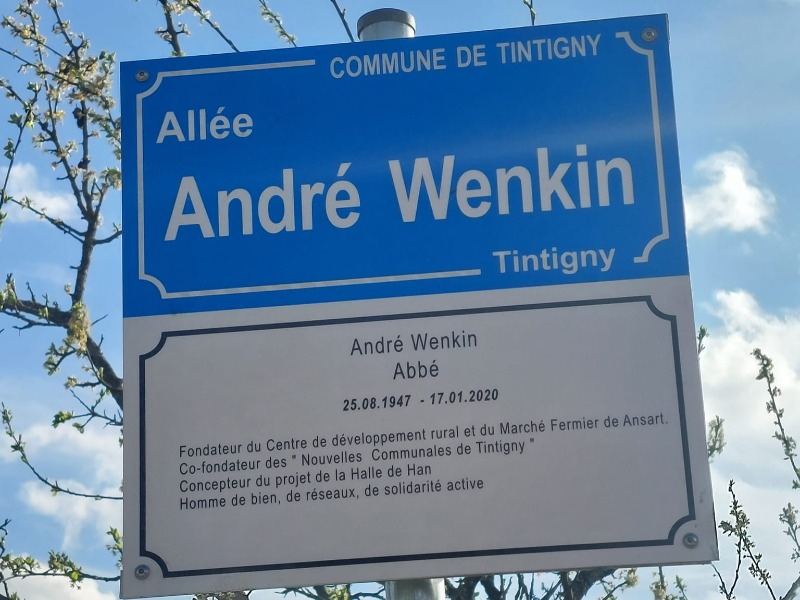 COMMUNE DE TINTIGNY
Allée
André Wenkin
Tintigny
André Wenkin
Abbé
25.08.1947 - 17.01.2020
Fondateur du Centre de développement rural et du Marché Fermier de Ansart.
Co-fondateur des " Nouvelles Communales de Tintigny "
Concepteur du projet de la Halle de Han
Homme de bien, de réseaux, de solidarité active